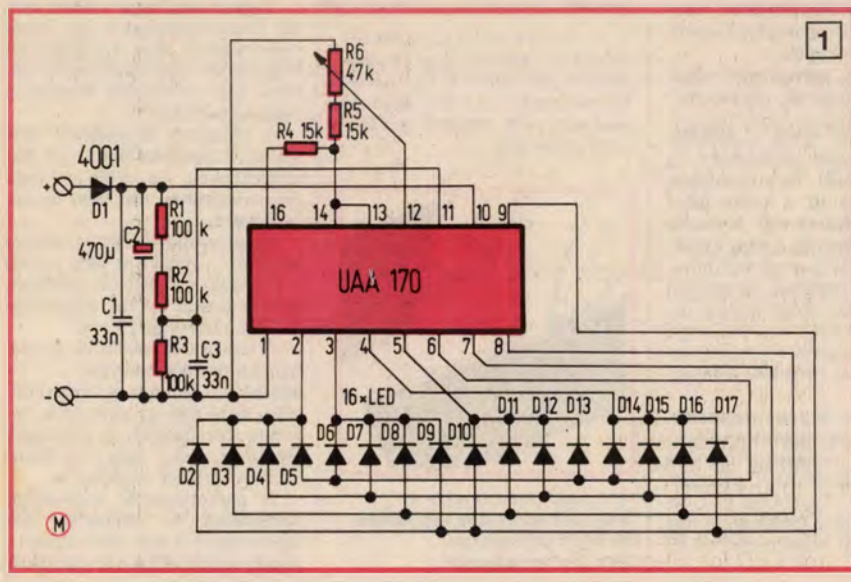 1
R6
47k
R5
15k
R4 15k
4001
+
D1
16 14 13 12 11 10 9
R1
100 k
C2
470µ
UAA 170
R2
100 k
C1
33n
R3
100k
C3
33n
1 2 3 4 5 6 7 8
-
16×LED
D2 D3 D4 D5 D6 D7 D8 D9 D10 D11 D12 D13 D14 D15 D16 D17
M